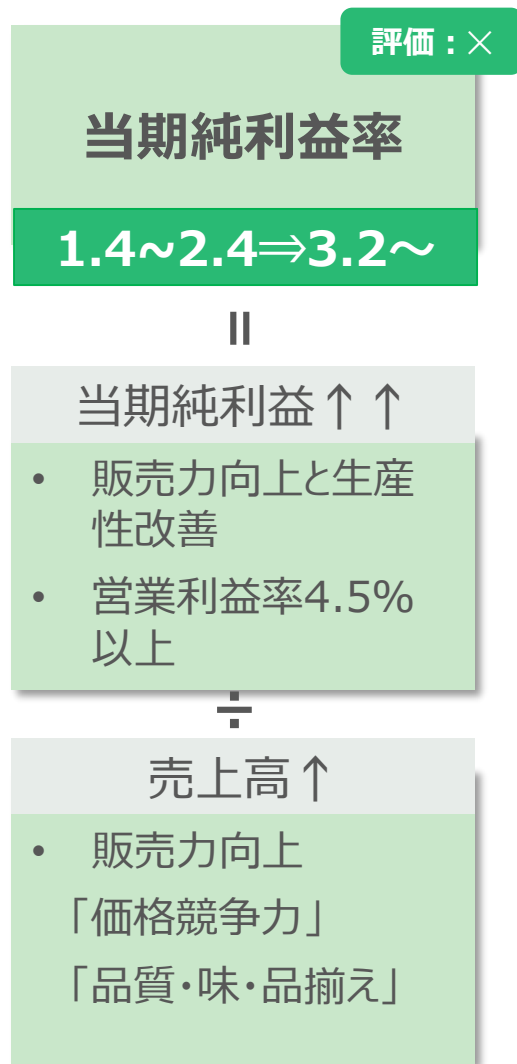 評価：×
当期純利益率
1.4~2.4⇒3.2～
＝
当期純利益↑↑
• 販売力向上と生産
性改善
• 営業利益率4.5%
以上
÷
売上高↑
• 販売力向上
「価格競争力」
「品質・味・品揃え」